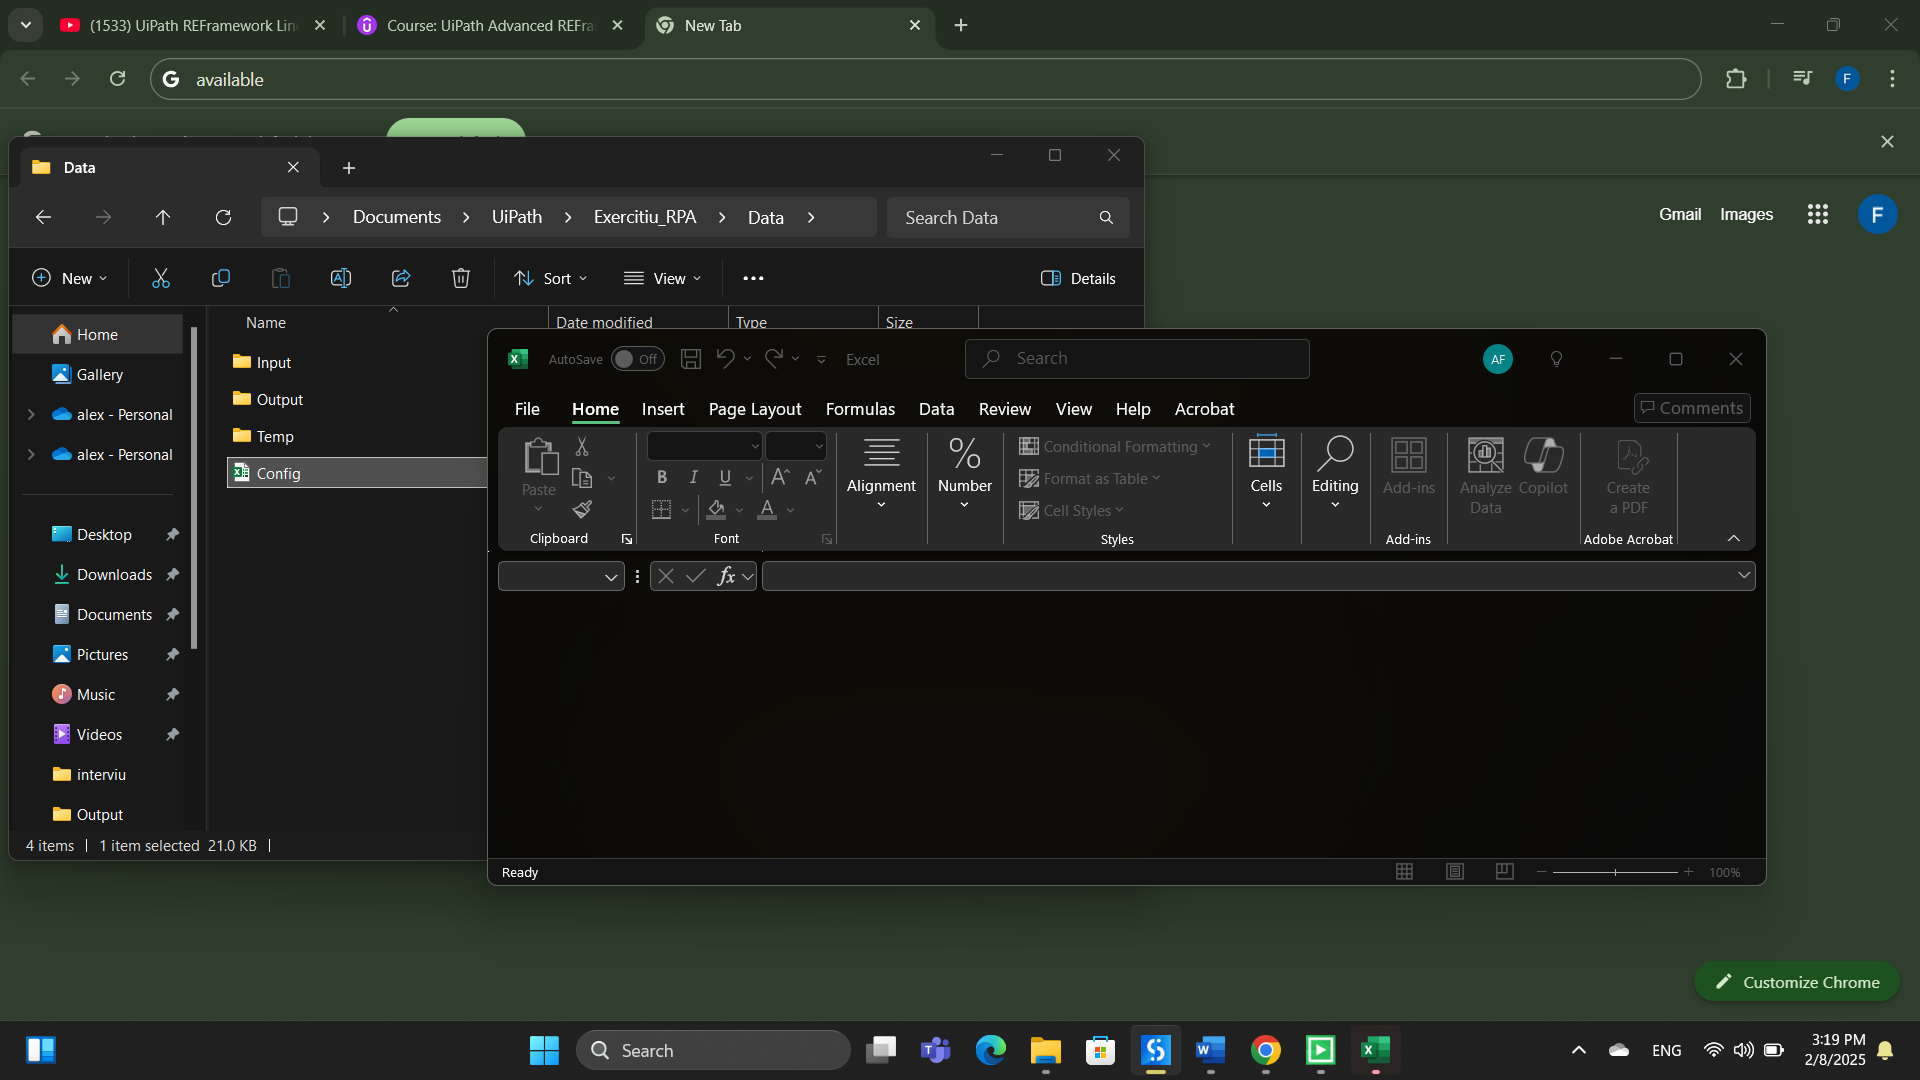 (1533) UiPath REFramework Lin
Course: UiPath Advanced REFra
New Tab
available
F
Data
Documents
UiPath
Exercitiu_RPA
Data
Search Data
Gmail
Images
F
New
Sort
View
Details
Name
Date modified
Type
Size
Home
Gallery
alex - Personal
alex - Personal
Desktop
Downloads
Documents
Pictures
Music
Videos
interviu
Output
Input
Output
Temp
Config
4 items
1 item selected 21.0 KB
AutoSave
Off
Excel
Search
AF
File
Home
Insert
Page Layout
Formulas
Data
Review
View
Help
Acrobat
Comments
Paste
Clipboard
B I U
A A
A
Font
Alignment
Number
Conditional Formatting
Format as Table
Cell Styles
Styles
Cells
Editing
Add-ins
Add-ins
Analyze
Data
Copilot
Create
a PDF
Adobe Acrobat
fx
Ready
100%
Customize Chrome
Search
ENG
3:19 PM
2/8/2025